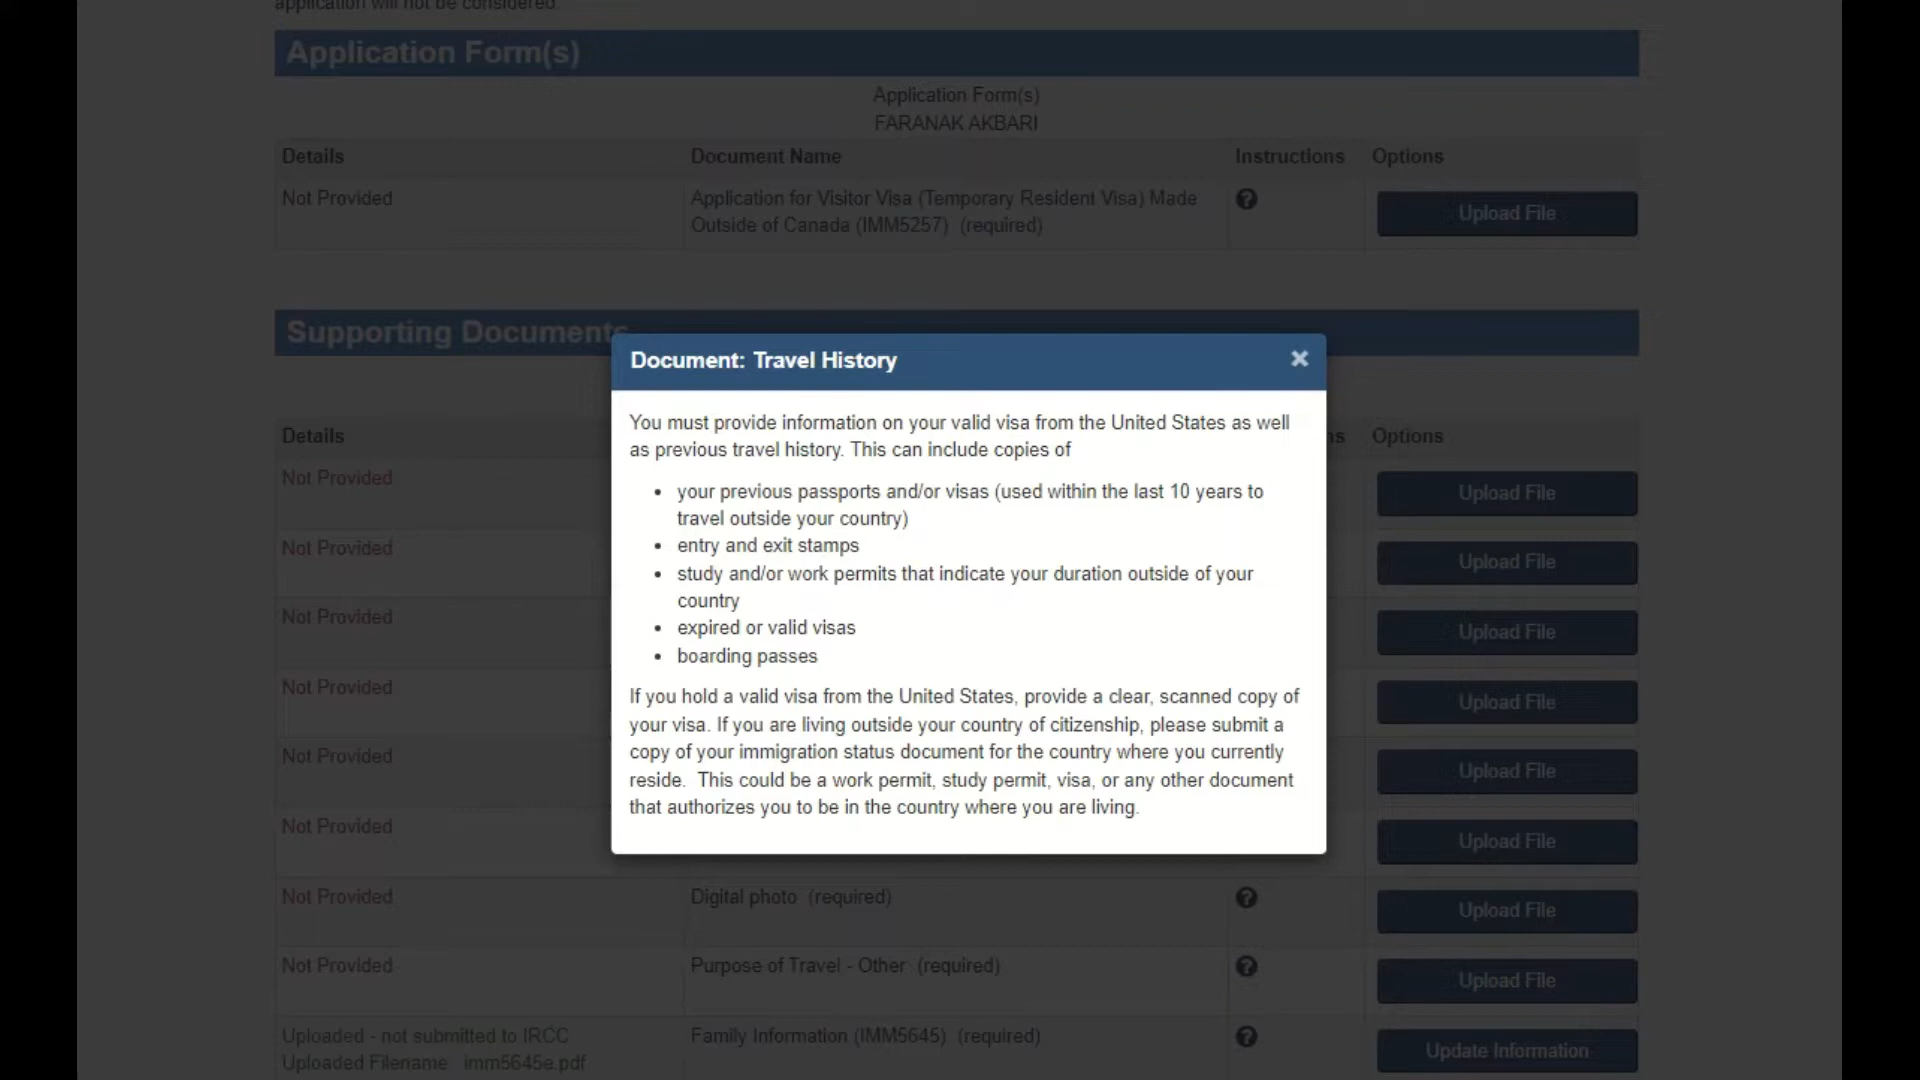 application will not be considered.
Application Form(s)
Application Form(s)
FARANAK AKBARI
Details Document Name Instructions Options
Not Provided Application for Visitor Visa (Temporary Resident Visa) Made
Outside of Canada (IMM5257) (required)
Upload File
Supporting Documents
Document: Travel History
×
You must provide information on your valid visa from the United States as well
as previous travel history. This can include copies of
• your previous passports and/or visas (used within the last 10 years to
travel outside your country)
• entry and exit stamps
• study and/or work permits that indicate your duration outside of your
country
• expired or valid visas
• boarding passes
If you hold a valid visa from the United States, provide a clear, scanned copy of
your visa. If you are living outside your country of citizenship, please submit a
copy of your immigration status document for the country where you currently
reside. This could be a work permit, study permit, visa, or any other document
that authorizes you to be in the country where you are living.
Details Options
Not Provided Upload File
Not Provided Upload File
Not Provided Upload File
Not Provided Upload File
Not Provided Upload File
Not Provided Upload File
Not Provided Digital photo (required) Upload File
Not Provided Purpose of Travel - Other (required) Upload File
Uploaded - not submitted to IRCC Family Information (IMM5645) (required) Update Information
Uploaded Filename imm5645e.pdf